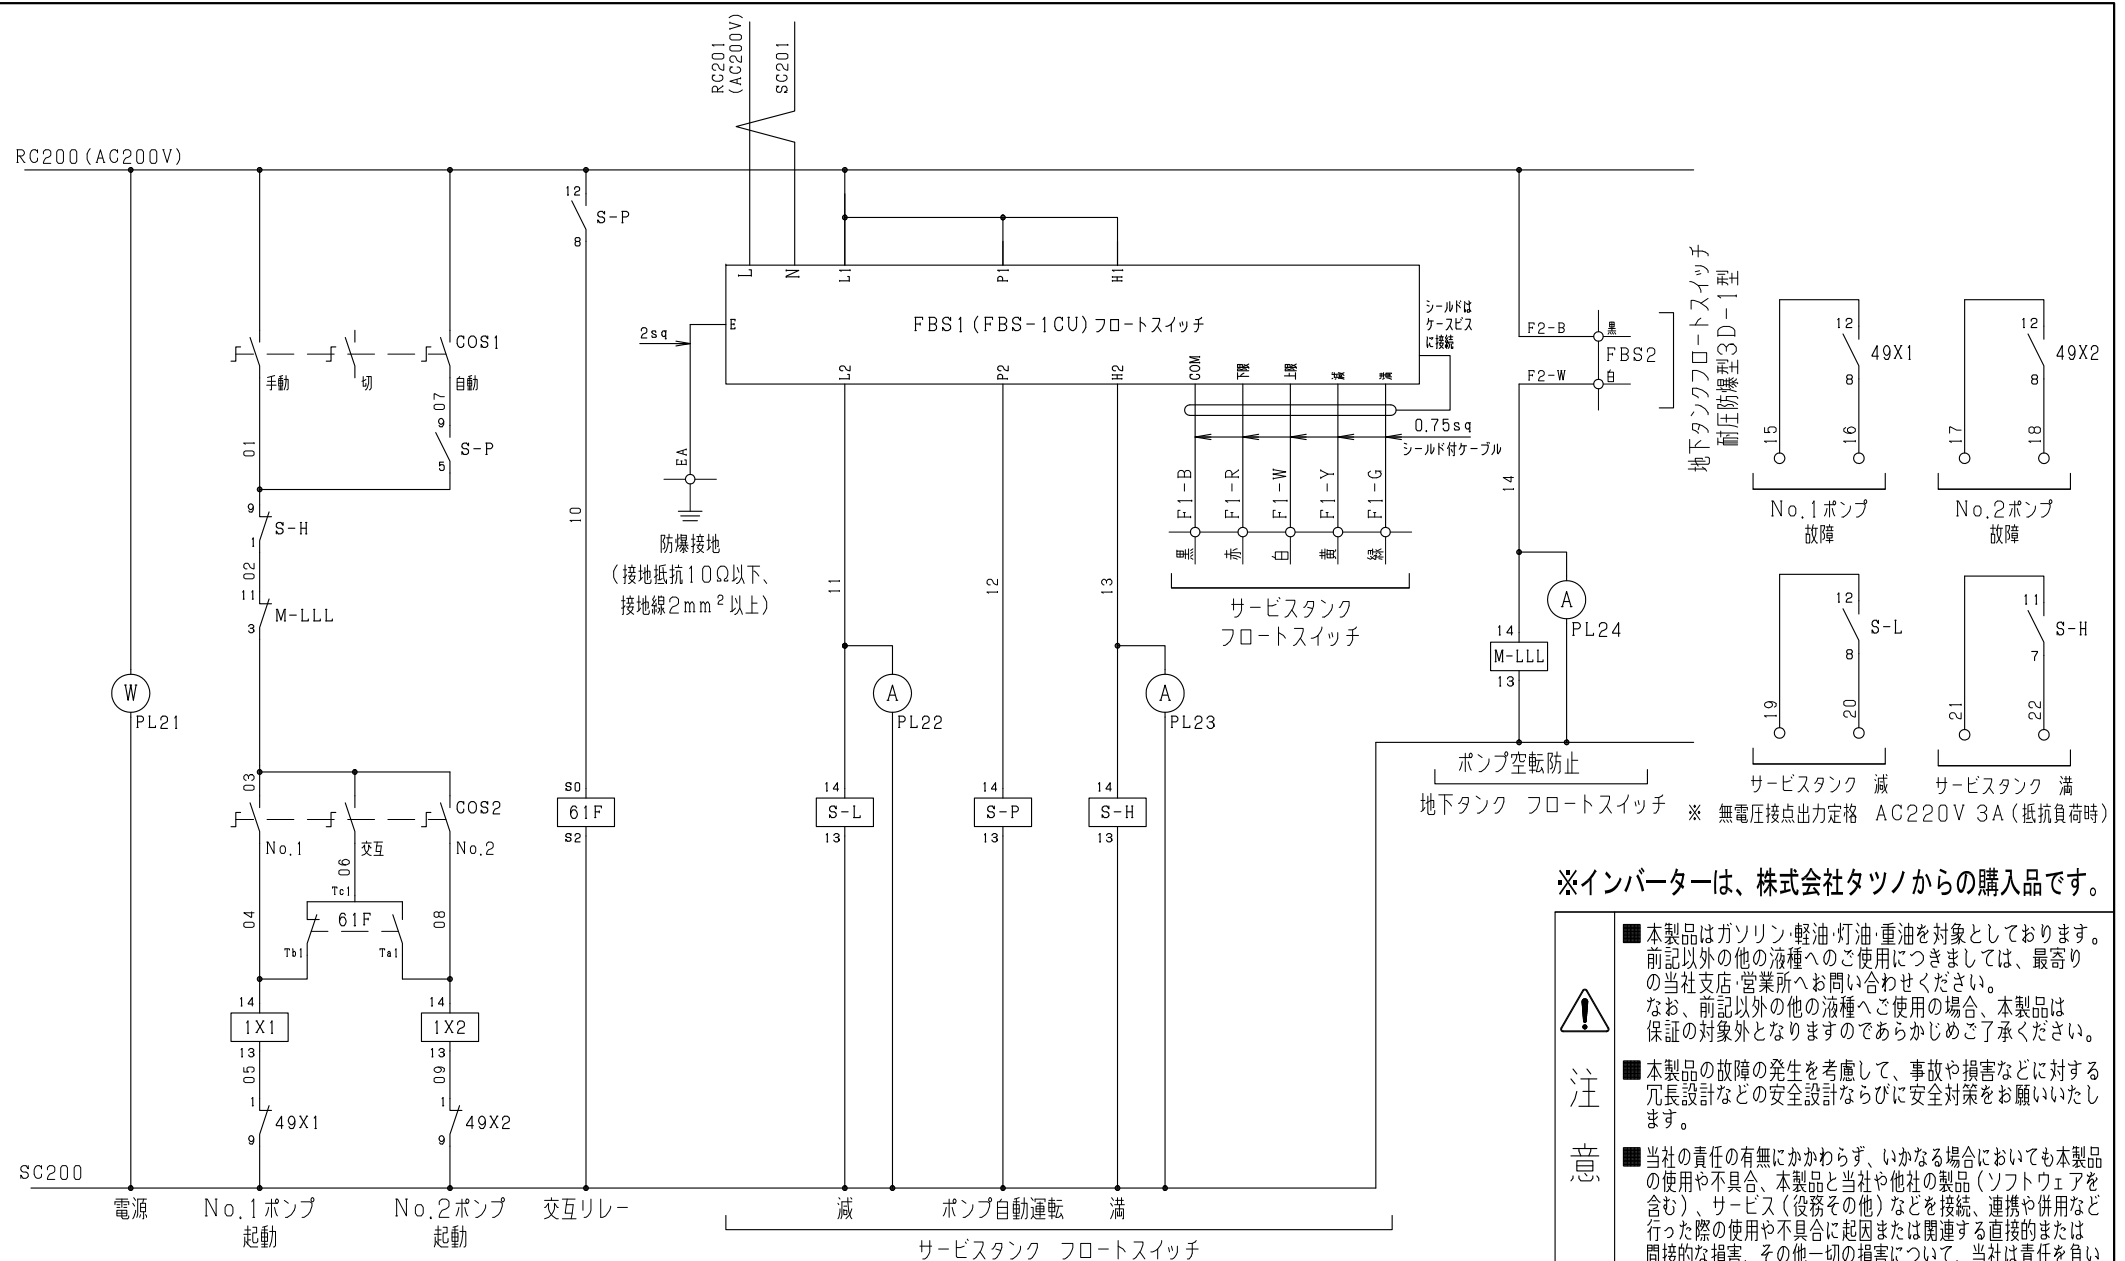 RC201
(AC200V)
SC201
RC200(AC200V)
12
S-P
8
L
N
L1
P1
H1
E
FBS1(FBS-1CU)フロートスイッチ
シールドは
ケースビス
に接続
2sq
L2
P2
H2
COM
下限
上限
減
満
0.75sq
シールド付ケーブル
F1-B
F1-R
F1-W
F1-Y
F1-G
黒
赤
白
黄
緑
サービスタンク
フロートスイッチ
EA
防爆接地
(接地抵抗10Ω以下、
接地線2mm²以上)
COS1
手動
切
自動
07
9
S-P
5
01
9
S-H
1
02
11
M-LLL
3
10
11
12
13
W
PL21
A
PL22
A
PL23
F2-B
黒
FBS2
F2-W
白
地下タンクフロートスイッチ
耐圧防爆型3D-1型
14
A
PL24
14
M-LLL
13
ポンプ空転防止
地下タンク フロートスイッチ
12
49X1
8
15
16
No.1ポンプ
故障
12
49X2
8
17
18
No.2ポンプ
故障
12
S-L
8
19
20
サービスタンク 減
11
S-H
7
21
22
サービスタンク 満
※ 無電圧接点出力定格 AC220V 3A(抵抗負荷時)
03
COS2
No.1
交互
No.2
06
Tc1
61F
Tb1
Ta1
04
08
14
1X1
13
14
1X2
13
05
09
1
49X1
9
1
49X2
9
S0
61F
S2
14
S-L
13
14
S-P
13
14
S-H
13
SC200
電源
No.1ポンプ
起動
No.2ポンプ
起動
交互リレー
減
ポンプ自動運転
満
サービスタンク フロートスイッチ
※インバーターは、株式会社タツノからの購入品です。
注
意
■本製品はガソリン・軽油・灯油・重油を対象としております。
前記以外の他の液種へのご使用につきましては、最寄り
の当社支店・営業所へお問い合わせください。
なお、前記以外の他の液種へご使用の場合、本製品は
保証の対象外となりますのであらかじめご了承ください。
■本製品の故障の発生を考慮して、事故や損害などに対する
冗長設計などの安全設計ならびに安全対策をお願いいたし
ます。
■当社の責任の有無にかかわらず、いかなる場合においても本製品
の使用や不具合、本製品と当社や他社の製品(ソフトウェアを
含む)、サービス(役務その他)などを接続、連携や併用など
行った際の使用や不具合に起因または関連する直接的または
間接的な損害、その他一切の損害について、当社は責任を負い